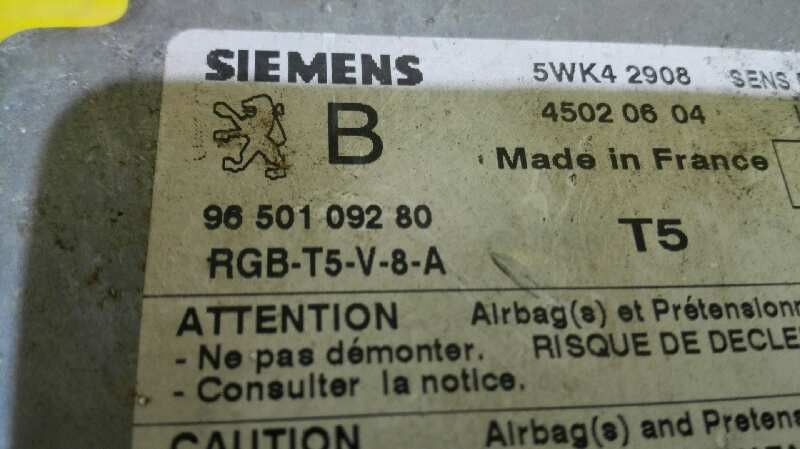 SIEMENS 5WK4 2908 SENS
B 4502 06 04
Made in France
96 501 092 80 T5
RGB-T5-V-8-A
ATTENTION Airbag(s) et Prétensionn
- Ne pas démonter. RISQUE DE DECLE
- Consulter la notice.
CAUTION Airbag(s) and Pretens